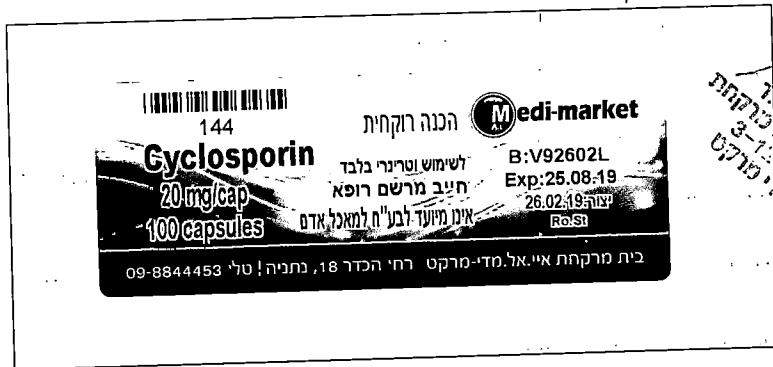 144
Cyclosporin
20 mg/cap
100 capsules
הכנה רוקחית
לשימוש וטרינרי בלבד
חייב מרשם רופא
אינו מיועד לבע"ח למאכל אדם
Medi-market
B:V92602L
Exp:25.08.19
יצור:26.02.19
Ro.St
בית מרקחת איי.אל.מדי-מרקט רח' הכדר 18, נתניה | טלי 09-8844453
מרקחת